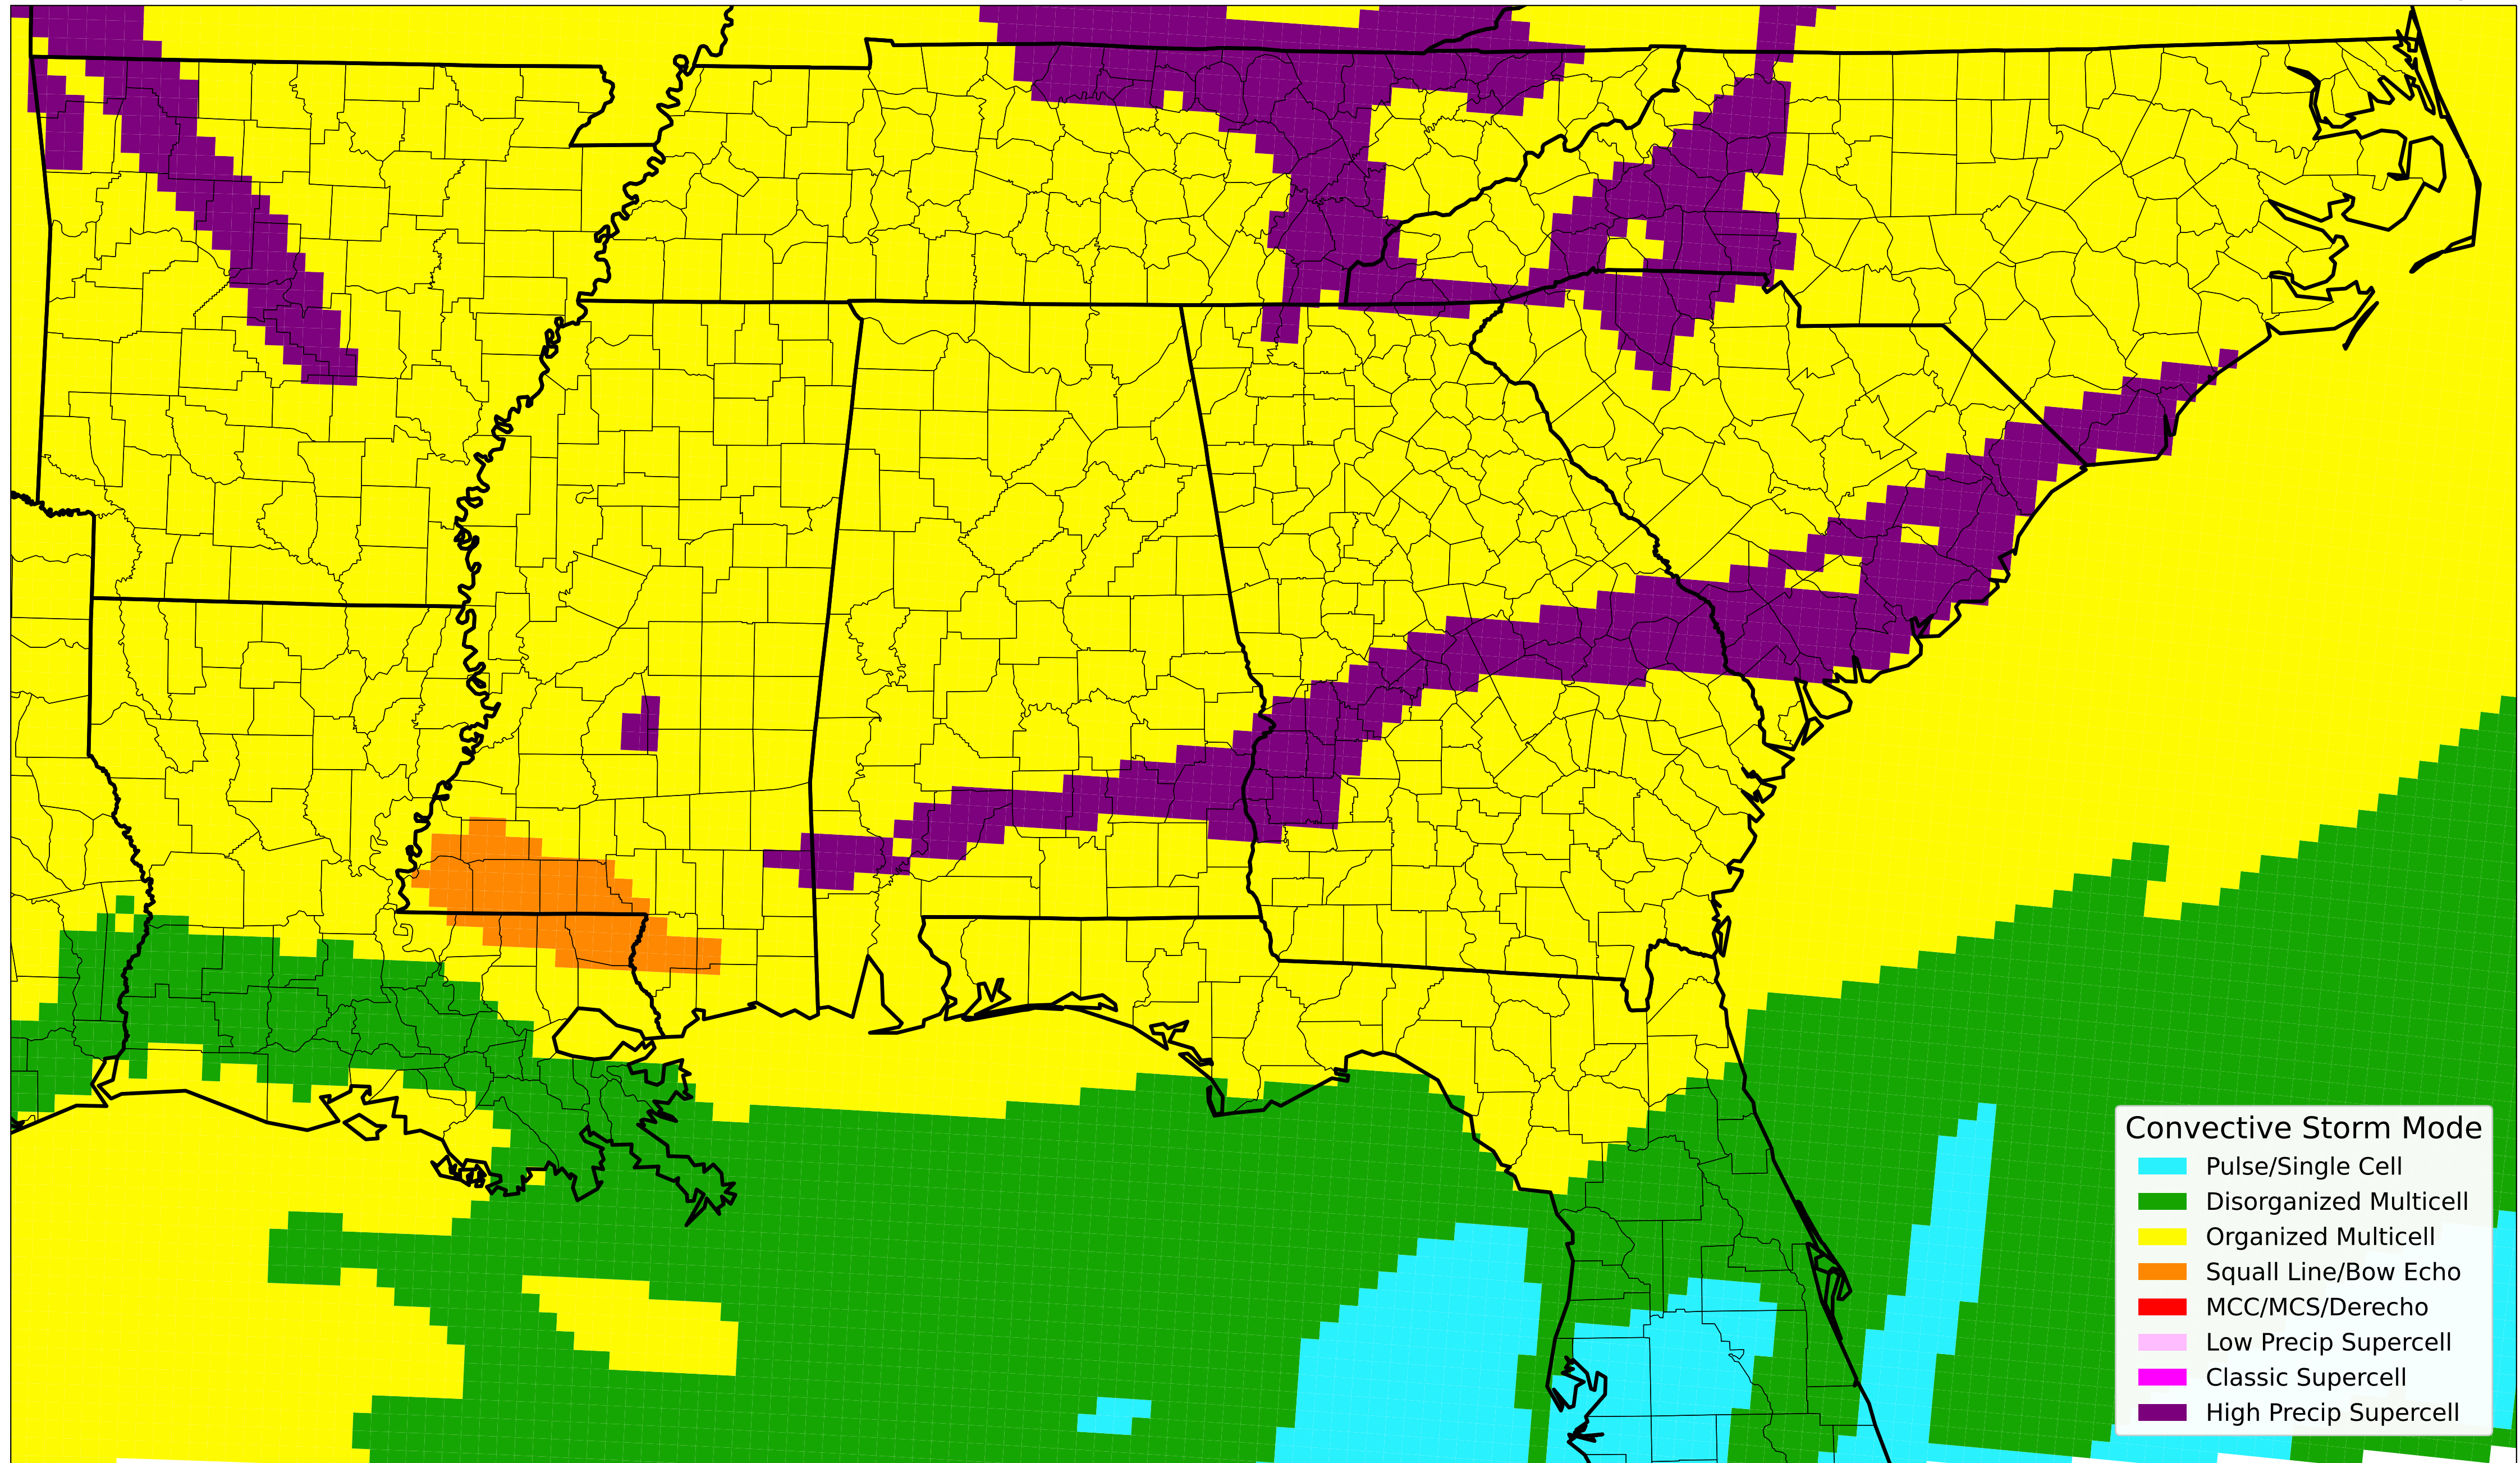 Convective Storm Mode
Pulse/Single Cell
Disorganized Multicell
Organized Multicell
Squall Line/Bow Echo
MCC/MCS/Derecho
Low Precip Supercell
Classic Supercell
High Precip Supercell